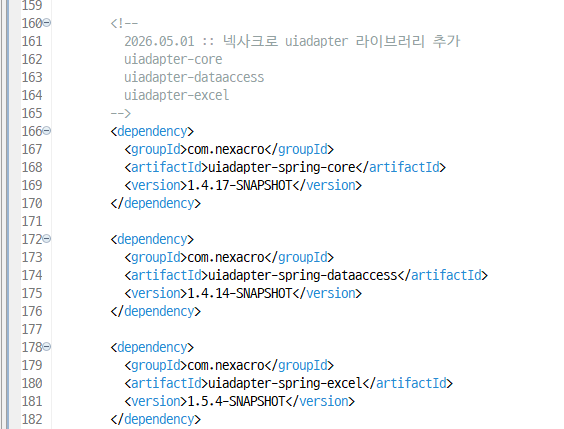 159
160 <!--
161 2026.05.01 :: 넥사크로 uiadapter 라이브러리 추가
162 uiadapter-core
163 uiadapter-dataaccess
164 uiadapter-excel
165 -->
166 <dependency>
167 <groupId>com.nexacro</groupId>
168 <artifactId>uiadapter-spring-core</artifactId>
169 <version>1.4.17-SNAPSHOT</version>
170 </dependency>
171
172 <dependency>
173 <groupId>com.nexacro</groupId>
174 <artifactId>uiadapter-spring-dataaccess</artifactId>
175 <version>1.4.14-SNAPSHOT</version>
176 </dependency>
177
178 <dependency>
179 <groupId>com.nexacro</groupId>
180 <artifactId>uiadapter-spring-excel</artifactId>
181 <version>1.5.4-SNAPSHOT</version>
182 </dependency>